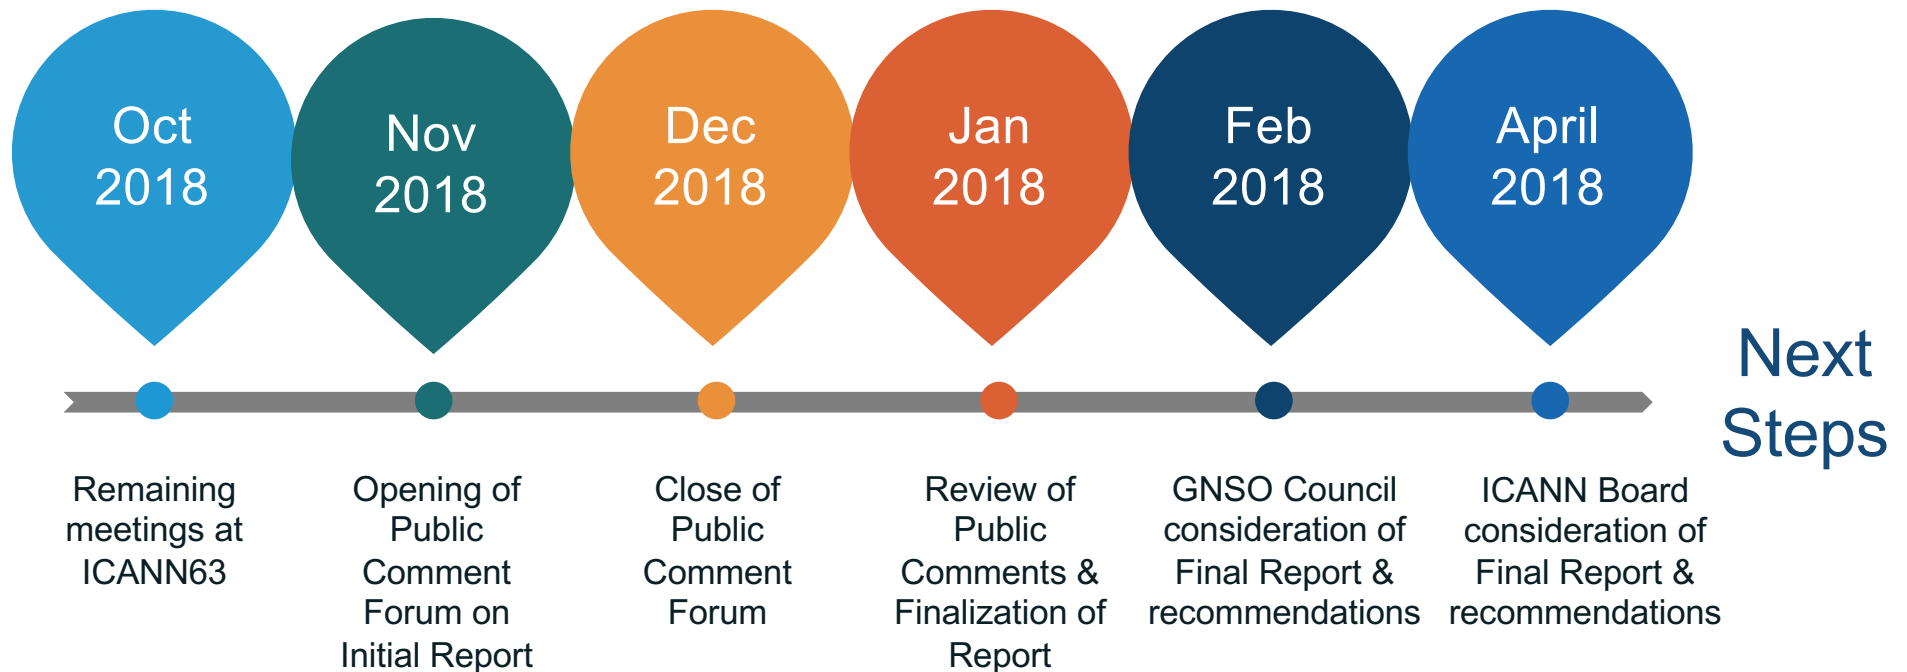 Oct
2018
Nov
2018
Dec
2018
Jan
2018
Feb
2018
April
2018
Next
Steps
Remaining
meetings at
ICANN63
Opening of
Public
Comment
Forum on
Initial Report
Close of
Public
Comment
Forum
Review of
Public
Comments &
Finalization of
Report
GNSO Council
consideration of
Final Report &
recommendations
ICANN Board
consideration of
Final Report &
recommendations